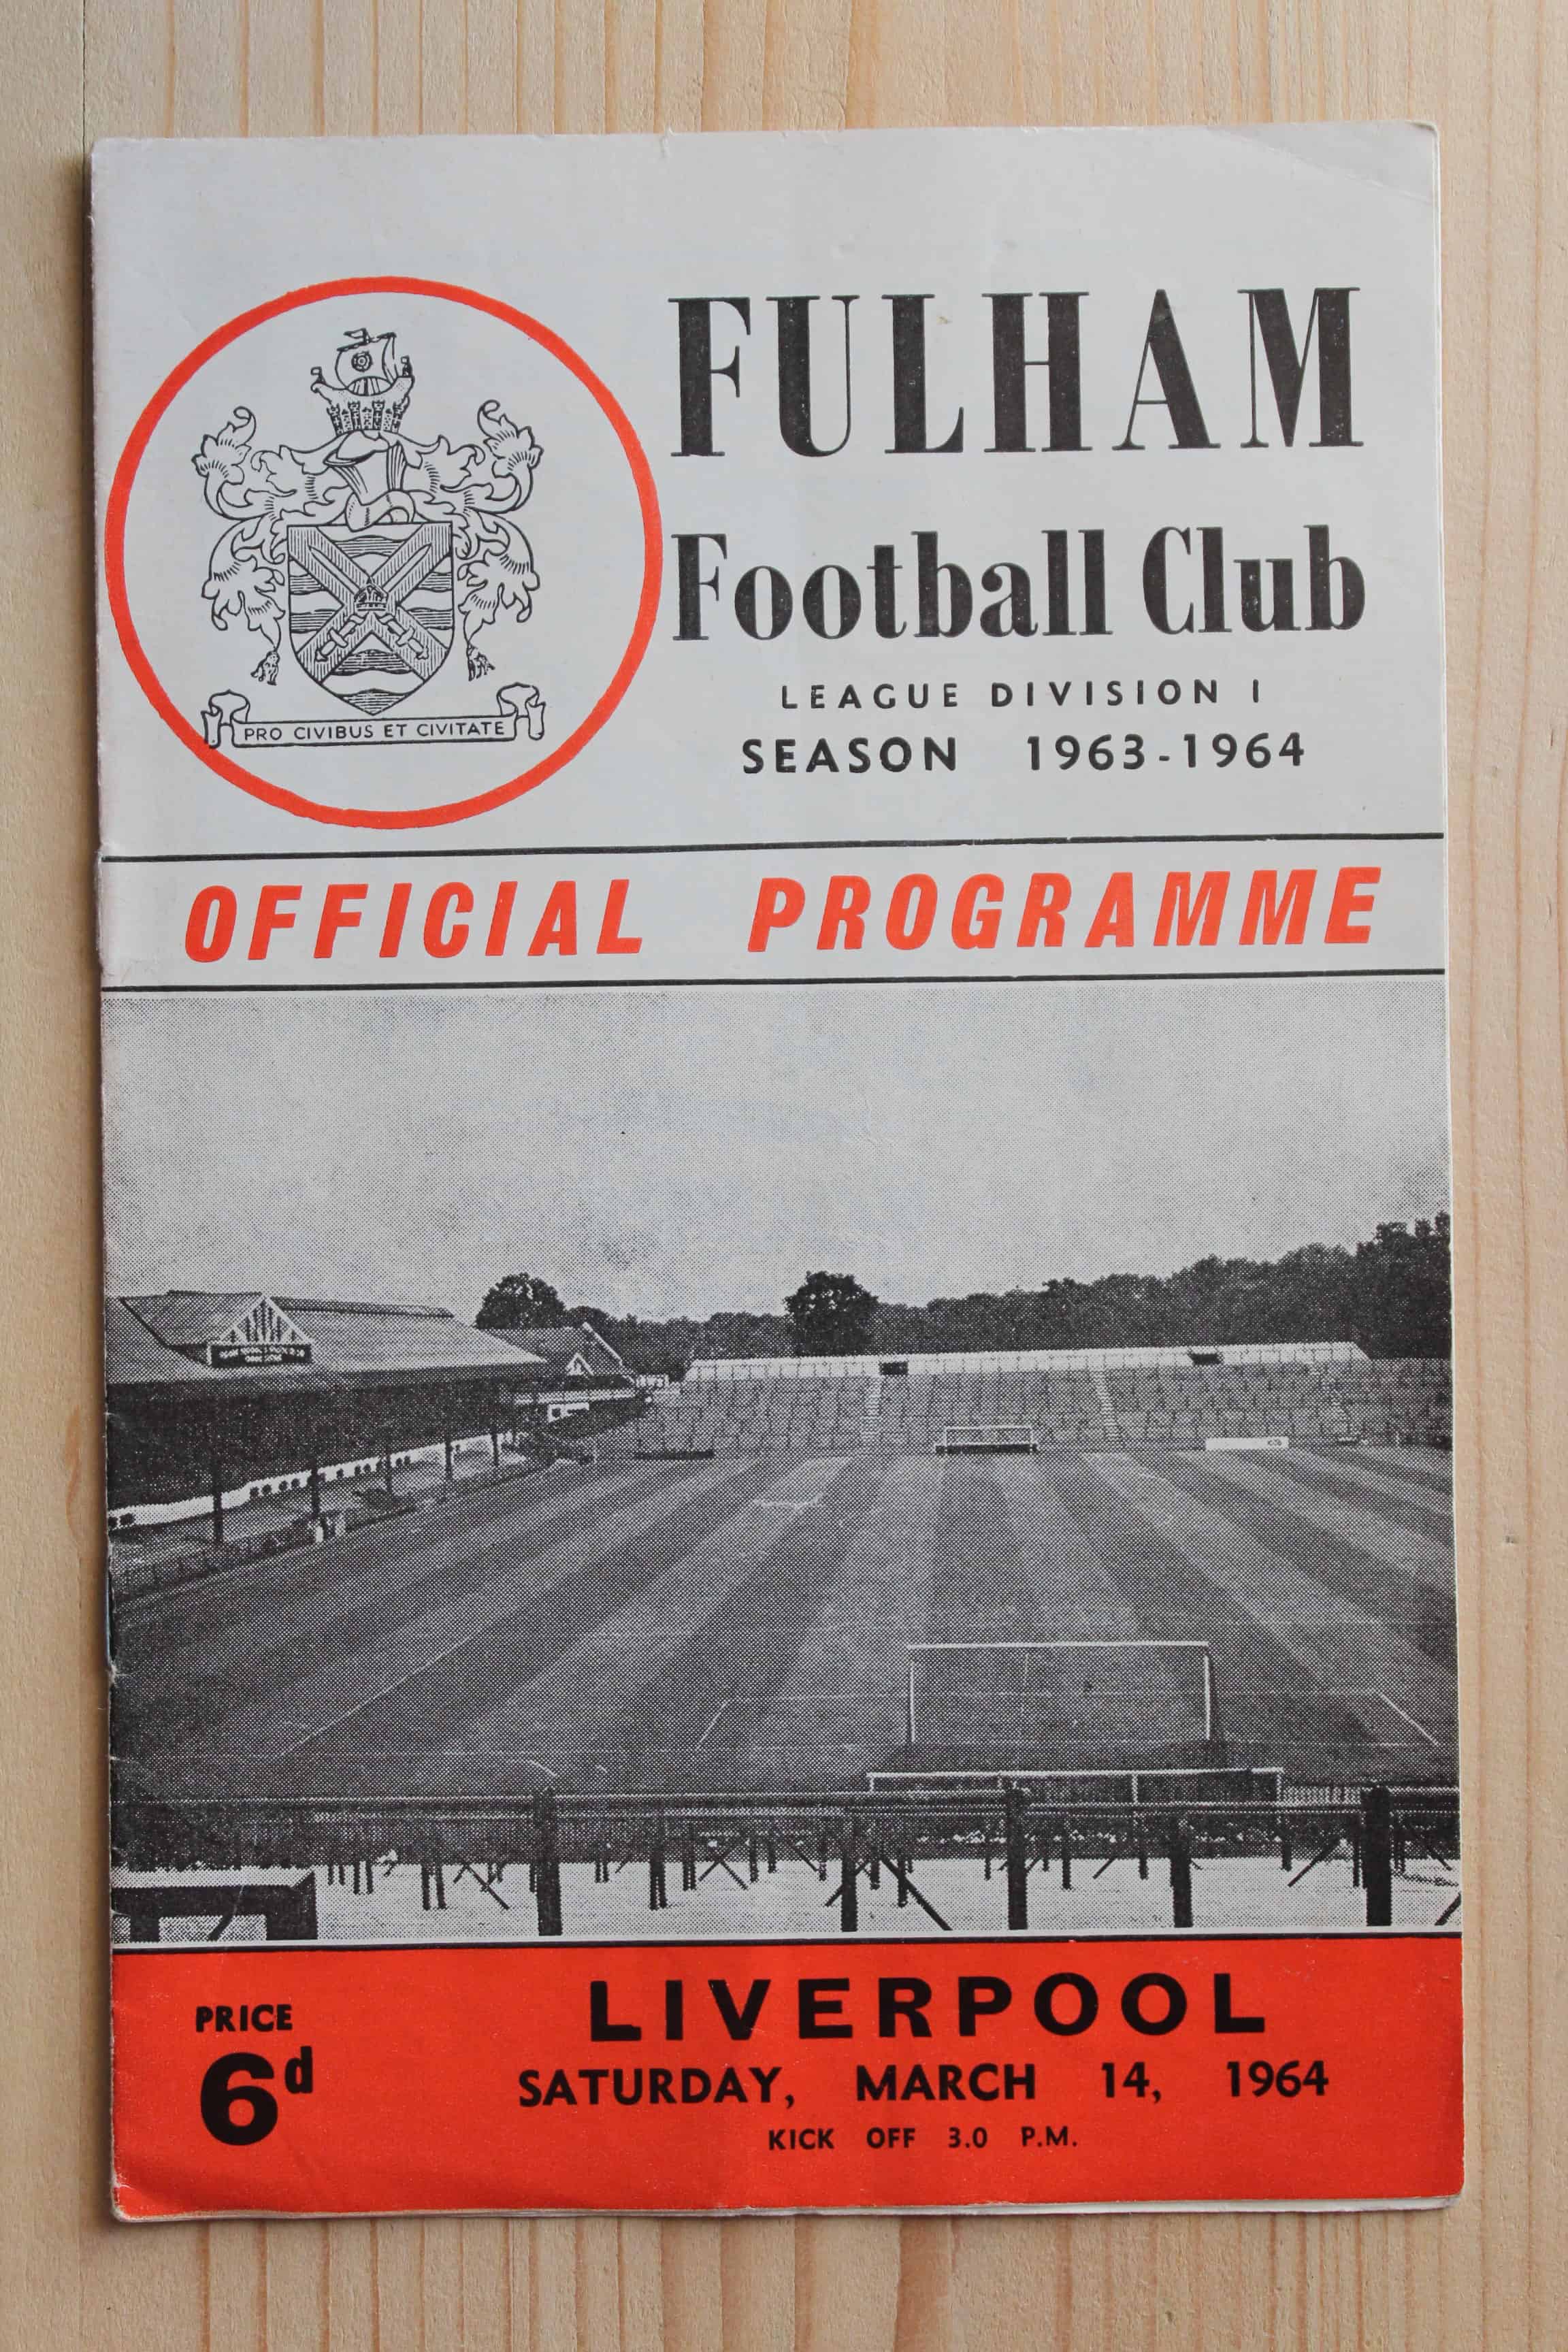 FULHAM
Football Club
LEAGUE DIVISION I
SEASON 1963-1964
PRO CIVIBUS ET CIVITATE
OFFICIAL PROGRAMME
PRICE
6d
LIVERPOOL
SATURDAY, MARCH 14, 1964
KICK OFF 3.0 P.M.